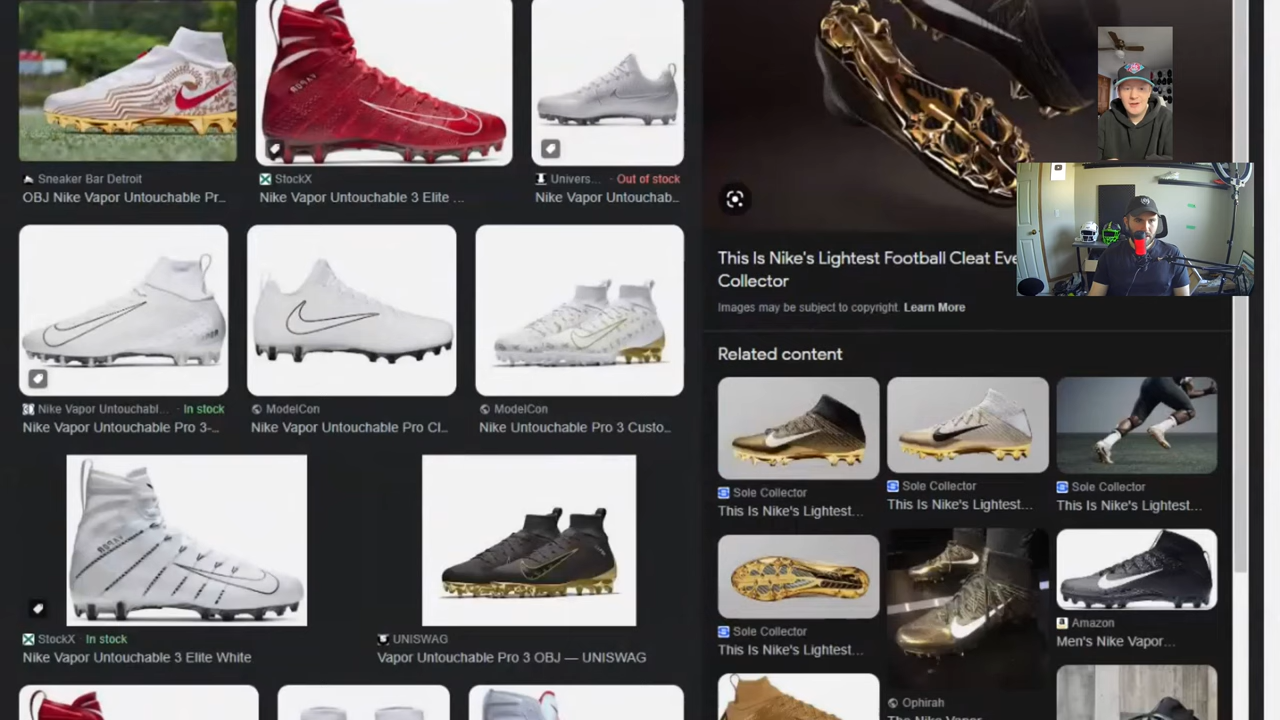 Sneaker Bar Detroit
OBJ Nike Vapor Untouchable Pr...
StockX
Nike Vapor Untouchable 3 Elite ...
Univers... · Out of stock
Nike Vapor Untouchab...
This Is Nike's Lightest Football Cleat Eve
Collector
Images may be subject to copyright. Learn More
Related content
Nike Vapor Untouchabl... · In stock
Nike Vapor Untouchable Pro 3-...
ModelCon
Nike Vapor Untouchable Pro Cl...
ModelCon
Nike Untouchable Pro 3 Custo...
Sole Collector
This Is Nike's Lightest...
Sole Collector
This Is Nike's Lightest...
Sole Collector
This Is Nike's Lightest...
StockX · In stock
Nike Vapor Untouchable 3 Elite White
UNISWAG
Vapor Untouchable Pro 3 OBJ — UNISWAG
Sole Collector
This Is Nike's Lightest...
Amazon
Men's Nike Vapor...
Ophirah